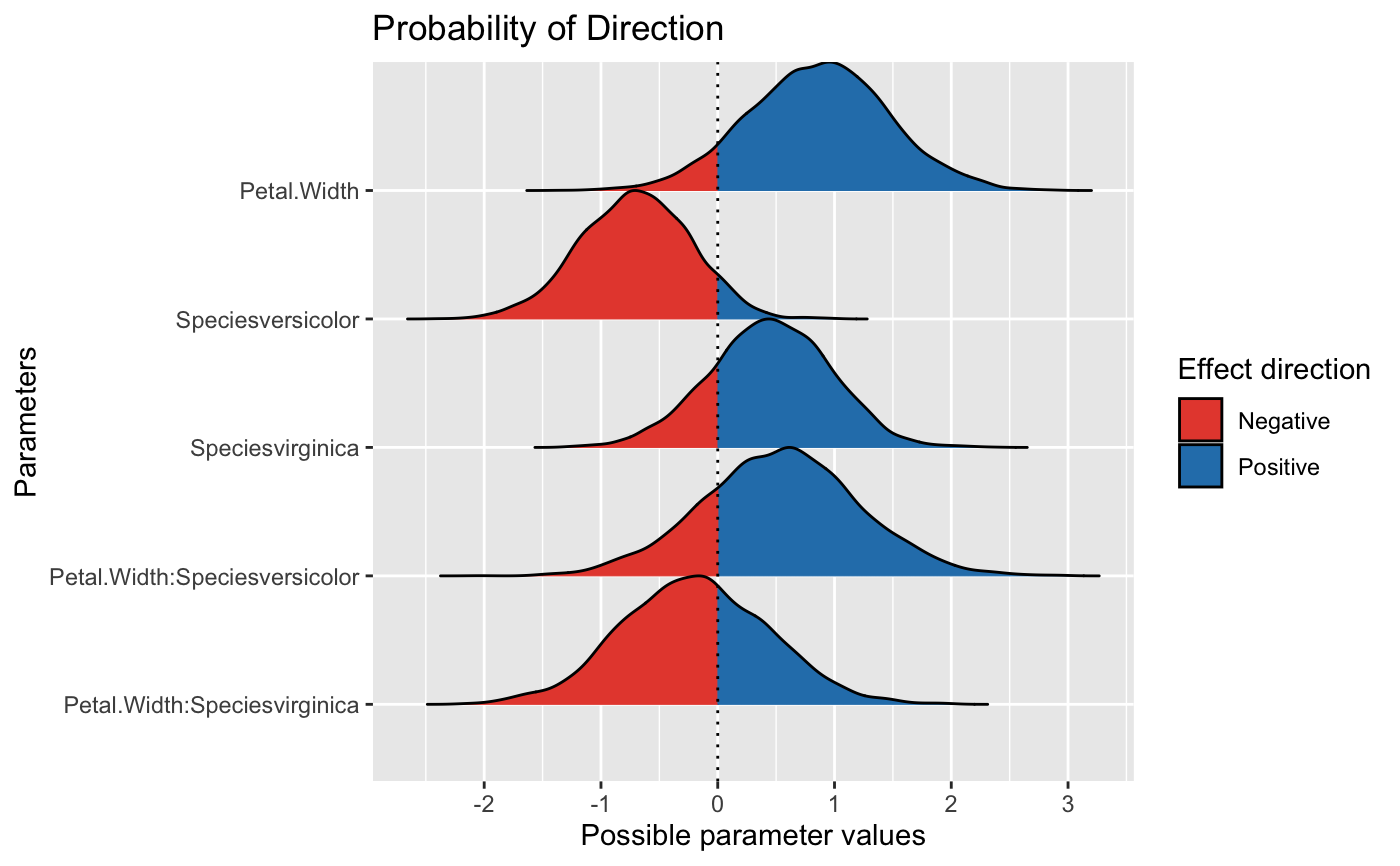 Probability of Direction
Parameters
Petal.Width
Speciesversicolor
Speciesvirginica
Petal.Width:Speciesversicolor
Petal.Width:Speciesvirginica
-2 -1 0 1 2 3
Possible parameter values
Effect direction
Negative
Positive